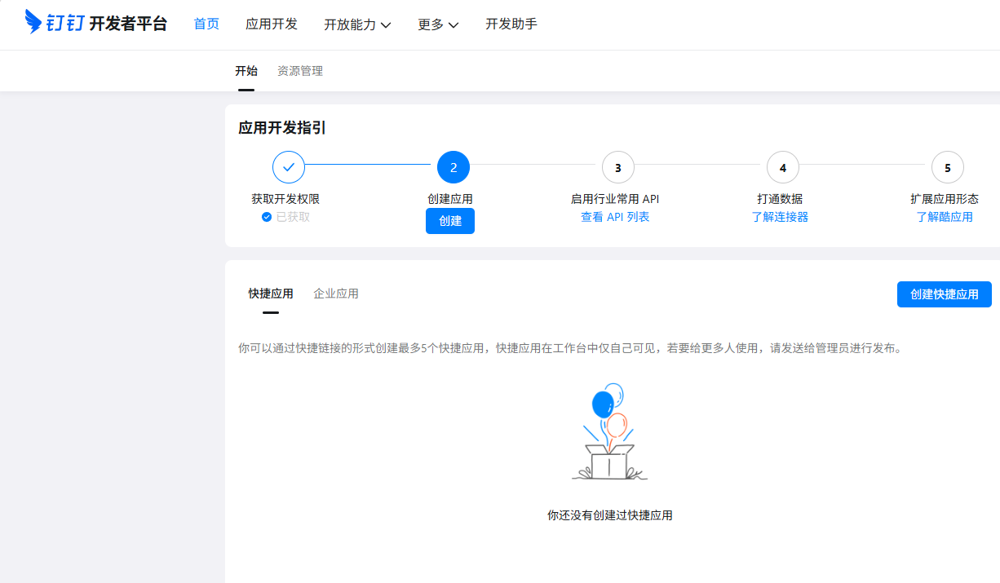 钉钉 开发者平台 首页 应用开发 开放能力 更多 开发助手
开始 资源管理
应用开发指引
2 3 4 5
获取开发权限 创建应用 启用行业常用 API 打通数据 扩展应用形态
已获取 创建 查看 API 列表 了解连接器 了解酷应用
快捷应用 企业应用 创建快捷应用
你可以通过快捷链接的形式创建最多5个快捷应用，快捷应用在工作台中仅自己可见，若要给更多人使用，请发送给管理员进行发布。
你还没有创建过快捷应用